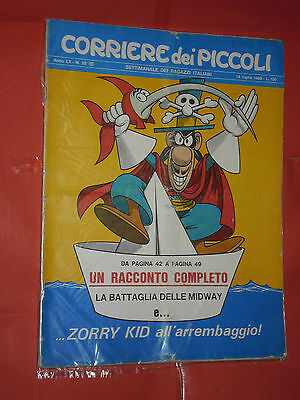 CORRIERE dei PICCOLI
SETTIMANALE DEI RAGAZZI ITALIANI
DA PAGINA 42 A PAGINA 49
UN RACCONTO COMPLETO
LA BATTAGLIA DELLE MIDWAY
e...
...ZORRY KID all'arrembaggio!